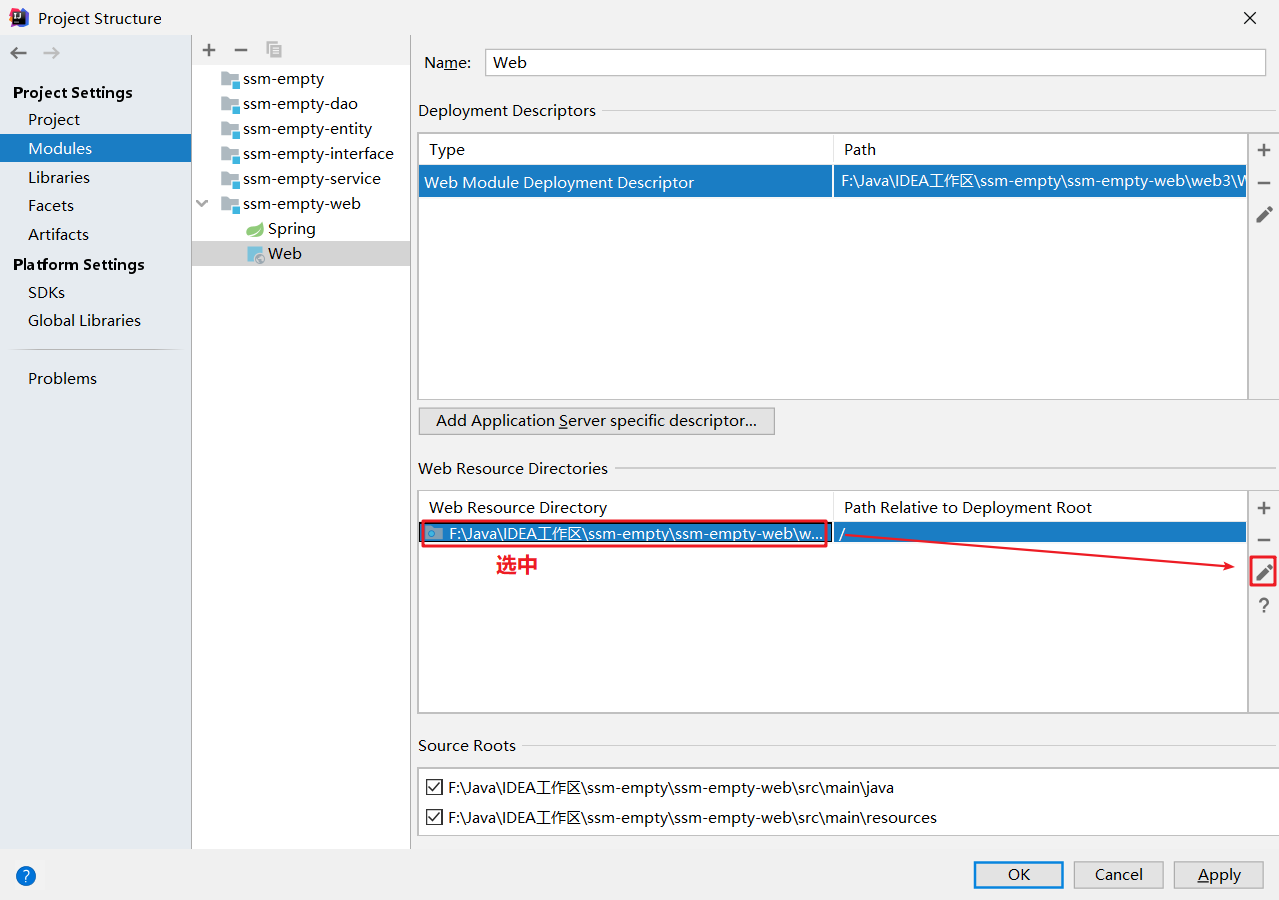 Project Structure
Project Settings
Project
Modules
Libraries
Facets
Artifacts
Platform Settings
SDKs
Global Libraries
Problems
ssm-empty
ssm-empty-dao
ssm-empty-entity
ssm-empty-interface
ssm-empty-service
ssm-empty-web
Spring
Web
Name: Web
Deployment Descriptors
Type Path
Web Module Deployment Descriptor F:\Java\IDEA工作区\ssm-empty\ssm-empty-web\web3\W
Add Application Server specific descriptor...
Web Resource Directories
Web Resource Directory Path Relative to Deployment Root
F:\Java\IDEA工作区\ssm-empty\ssm-empty-web\w... /
选中
?
Source Roots
F:\Java\IDEA工作区\ssm-empty\ssm-empty-web\src\main\java
F:\Java\IDEA工作区\ssm-empty\ssm-empty-web\src\main\resources
? OK Cancel Apply